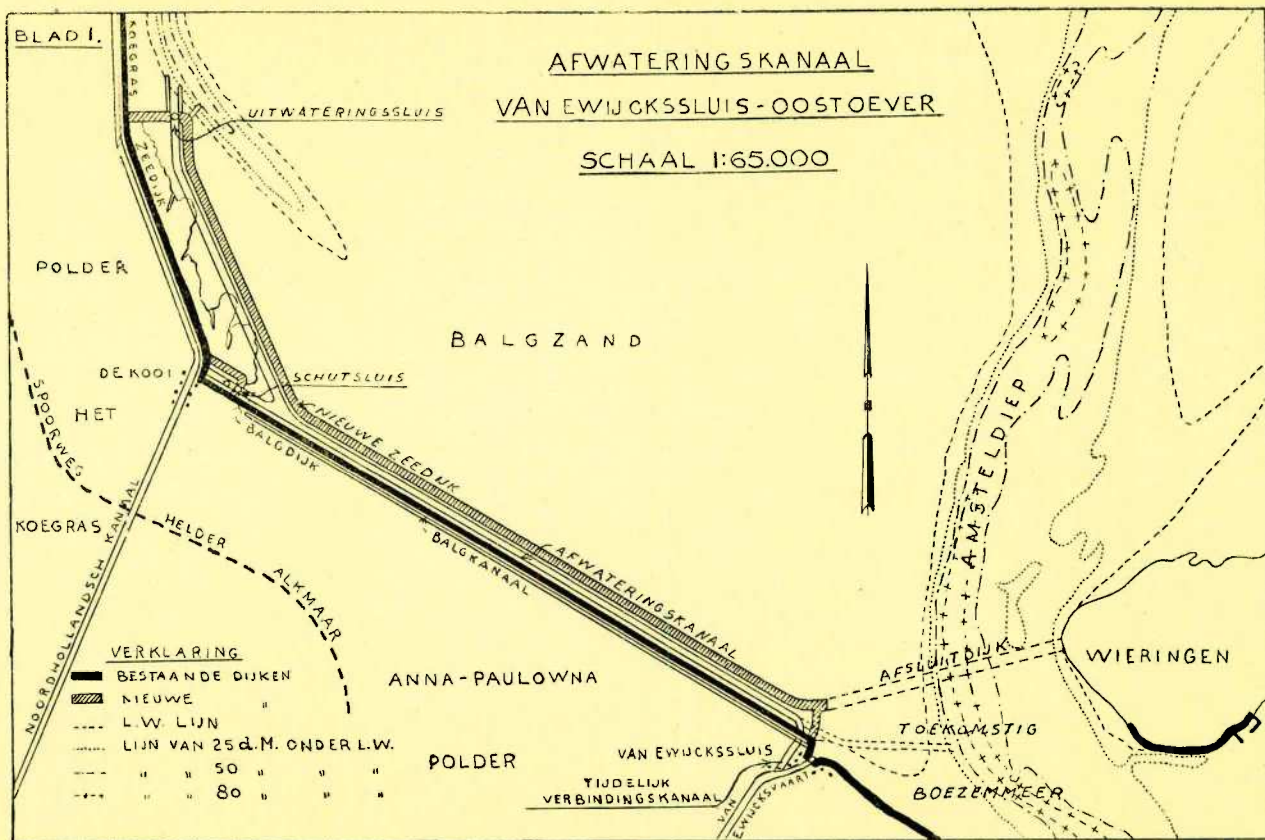 BLAD 1.
AFWATERINGSKANAAL
VAN EWIJCKSSLUIS-OOSTOEVER
SCHAAL 1:65.000
KOEGRAS
UITWATERINGSSLUIS
ZEEDIJK
POLDER
BALGZAND
DE KOOI
SCHUTSLUIS
HET
SPOORWEG
NIEUWE ZEEDIJK
BALGDIJK
AMSTELDIEP
KOEGRAS
HELDER
BALGKANAAL
AFWATERINGSKANAAL
ALKMAAR
NOORDHOLLANDSCH KANAAL
AFSLUITDIJK
WIERINGEN
ANNA-PAULOWNA
POLDER
TOEKOMSTIG
BOEZEMMEER
VAN EWIJCKSSLUIS
TIJDELIJK
VERBINDINGSKANAAL
VAN
EWIJCKSVAART
VERKLARING
BESTAANDE DIJKEN
NIEUWE "
L.W. LIJN
LIJN VAN 25 d.M. ONDER L.W.
" " 50 " " "
" " 80 " " "